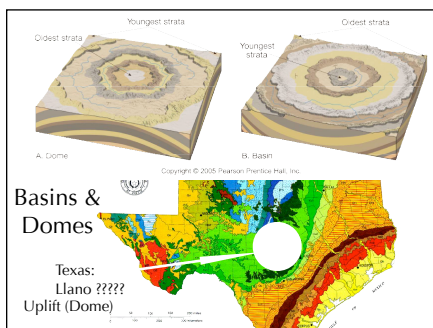 Youngest strata
Oldest strata
Oldest strata
Youngest strata
A. Dome
B. Basin
Copyright © 2005 Pearson Prentice Hall, Inc.
Basins &
Domes
Texas:
Llano ?????
Uplift (Dome)